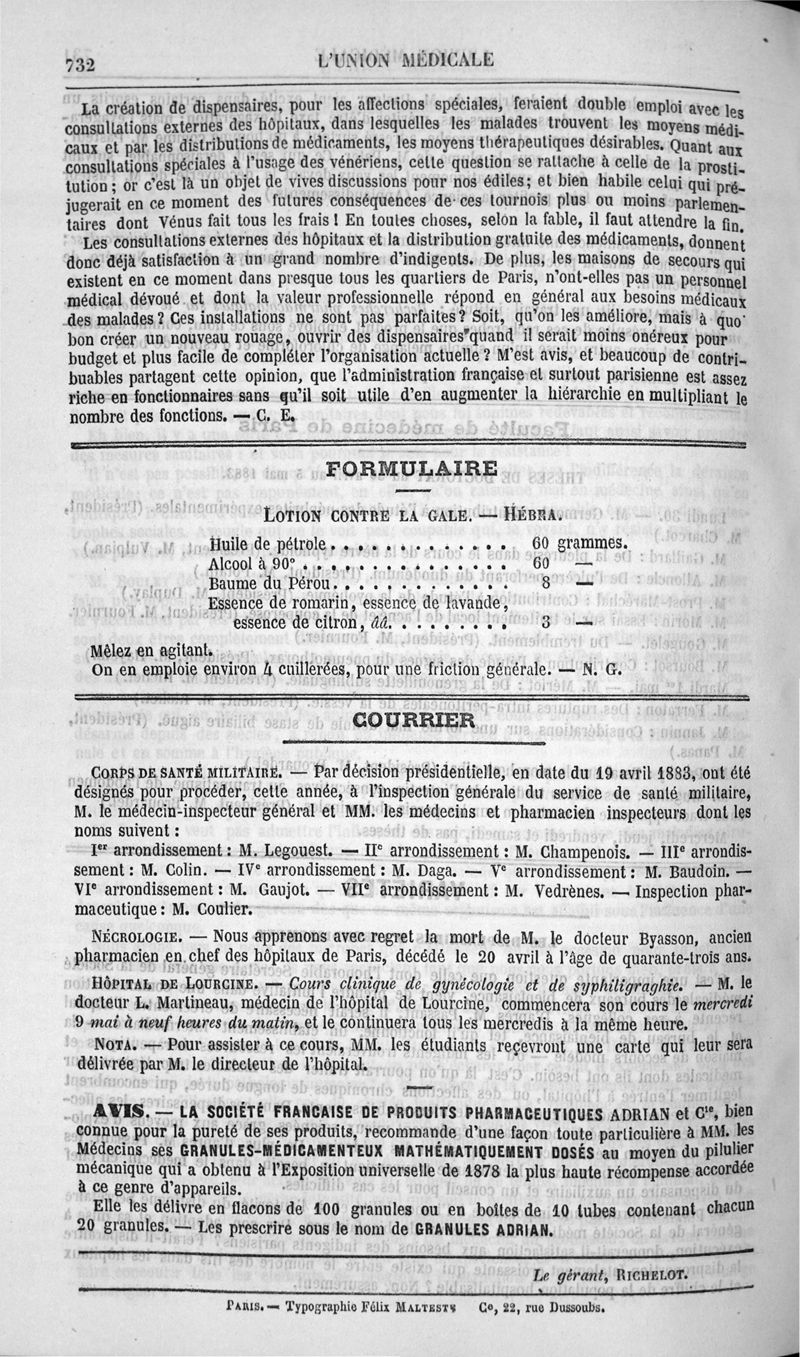 732
L'UNION MÉDICALE
La création de dispensaires, pour les affections spéciales, feraient double emploi avec les
consultations externes des hôpitaux, dans lesquelles les malades trouvent les moyens médi-
caux et par les distributions de médicaments, les moyens thérapeutiques désirables. Quant aux
consultations spéciales à l'usage des vénériens, cette question se rattache à celle de la prosti-
tution; or c'est là un objet de vives discussions pour nos édiles; et bien habile celui qui pré-
jugerait en ce moment des futures conséquences de ces tournois plus ou moins parlemen-
taires dont Vénus fait tous les frais! En toutes choses, selon la fable, il faut attendre la fin.
Les consultations externes des hôpitaux et la distribution gratuite des médicaments, donnent
donc déjà satisfaction à un grand nombre d'indigents. De plus, les maisons de secours qui
existent en ce moment dans presque tous les quartiers de Paris, n'ont-elles pas un personnel
médical dévoué et dont la valeur professionnelle répond en général aux besoins médicaux
des malades? Ces installations ne sont pas parfaites? Soit, qu'on les améliore, mais à quo
bon créer un nouveau rouage, ouvrir des dispensaires quand il serait moins onéreux pour
budget et plus facile de compléter l'organisation actuelle? M'est avis, et beaucoup de contri-
buables partagent cette opinion, que l'administration française et surtout parisienne est assez
riche en fonctionnaires sans qu'il soit utile d'en augmenter la hiérarchie en multipliant le
nombre des fonctions. — C. E.
FORMULAIRE
LOTION CONTRE LA GALE. — HÉBRA.
Huile de pétrole. . . . . . . . . . . . . 60 grammes.
Alcool à 90° . . . . . . . . . . . . . . . 60 —
Baume du Pérou. . . . . . . . . . . . . 8 —
Essence de romarin, essence de lavande,
essence de citron, ââ. . . . . . . . . 3 —
Mêlez en agitant.
On en emploie environ 4 cuillerées, pour une friction générale. — N. G.
COURRIER
CORPS DE SANTÉ MILITAIRE. — Par décision présidentielle, en date du 19 avril 1883, ont été
désignés pour procéder, cette année, à l'inspection générale du service de santé militaire,
M. le médecin-inspecteur général et MM. les médecins et pharmacien inspecteurs dont les
noms suivent :
Ier arrondissement : M. Legouest. — IIe arrondissement : M. Champenois. — IIIe arrondis-
sement : M. Colin. — IVe arrondissement : M. Daga. — Ve arrondissement : M. Baudoin. —
VIe arrondissement : M. Gaujot. — VIIe arrondissement : M. Vedrènes. — Inspection phar-
maceutique : M. Coulier.
NÉCROLOGIE. — Nous apprenons avec regret la mort de M. le docteur Byasson, ancien
pharmacien en chef des hôpitaux de Paris, décédé le 20 avril à l'âge de quarante-trois ans.
HÔPITAL DE LOURCINE. — Cours clinique de gynécologie et de syphiligraghie. — M. le
docteur L. Martineau, médecin de l'hôpital de Lourcine, commencera son cours le mercredi
9 mai à neuf heures du matin, et le continuera tous les mercredis à la même heure.
NOTA. — Pour assister à ce cours, MM. les étudiants reçevront une carte qui leur sera
délivrée par M. le directeur de l'hôpital.
AVIS. — LA SOCIÉTÉ FRANCAISE DE PRODUITS PHARMACEUTIQUES ADRIAN et Cie, bien
connue pour la pureté de ses produits, recommande d'une façon toute particulière à MM. les
Médecins ses GRANULES-MÉDICAMENTEUX MATHÉMATIQUEMENT DOSÉS au moyen du pilulier
mécanique qui a obtenu à l'Exposition universelle de 1878 la plus haute récompense accordée
à ce genre d'appareils.
Elle les délivre en flacons de 100 granules ou en boîtes de 10 tubes contenant chacun
20 granules. — Les prescrire sous le nom de GRANULES ADRIAN.
Le gérant, RICHELOT.
PARIS. — Typographie Félix MALTESTE Ce, 22, rue Dussoubs.